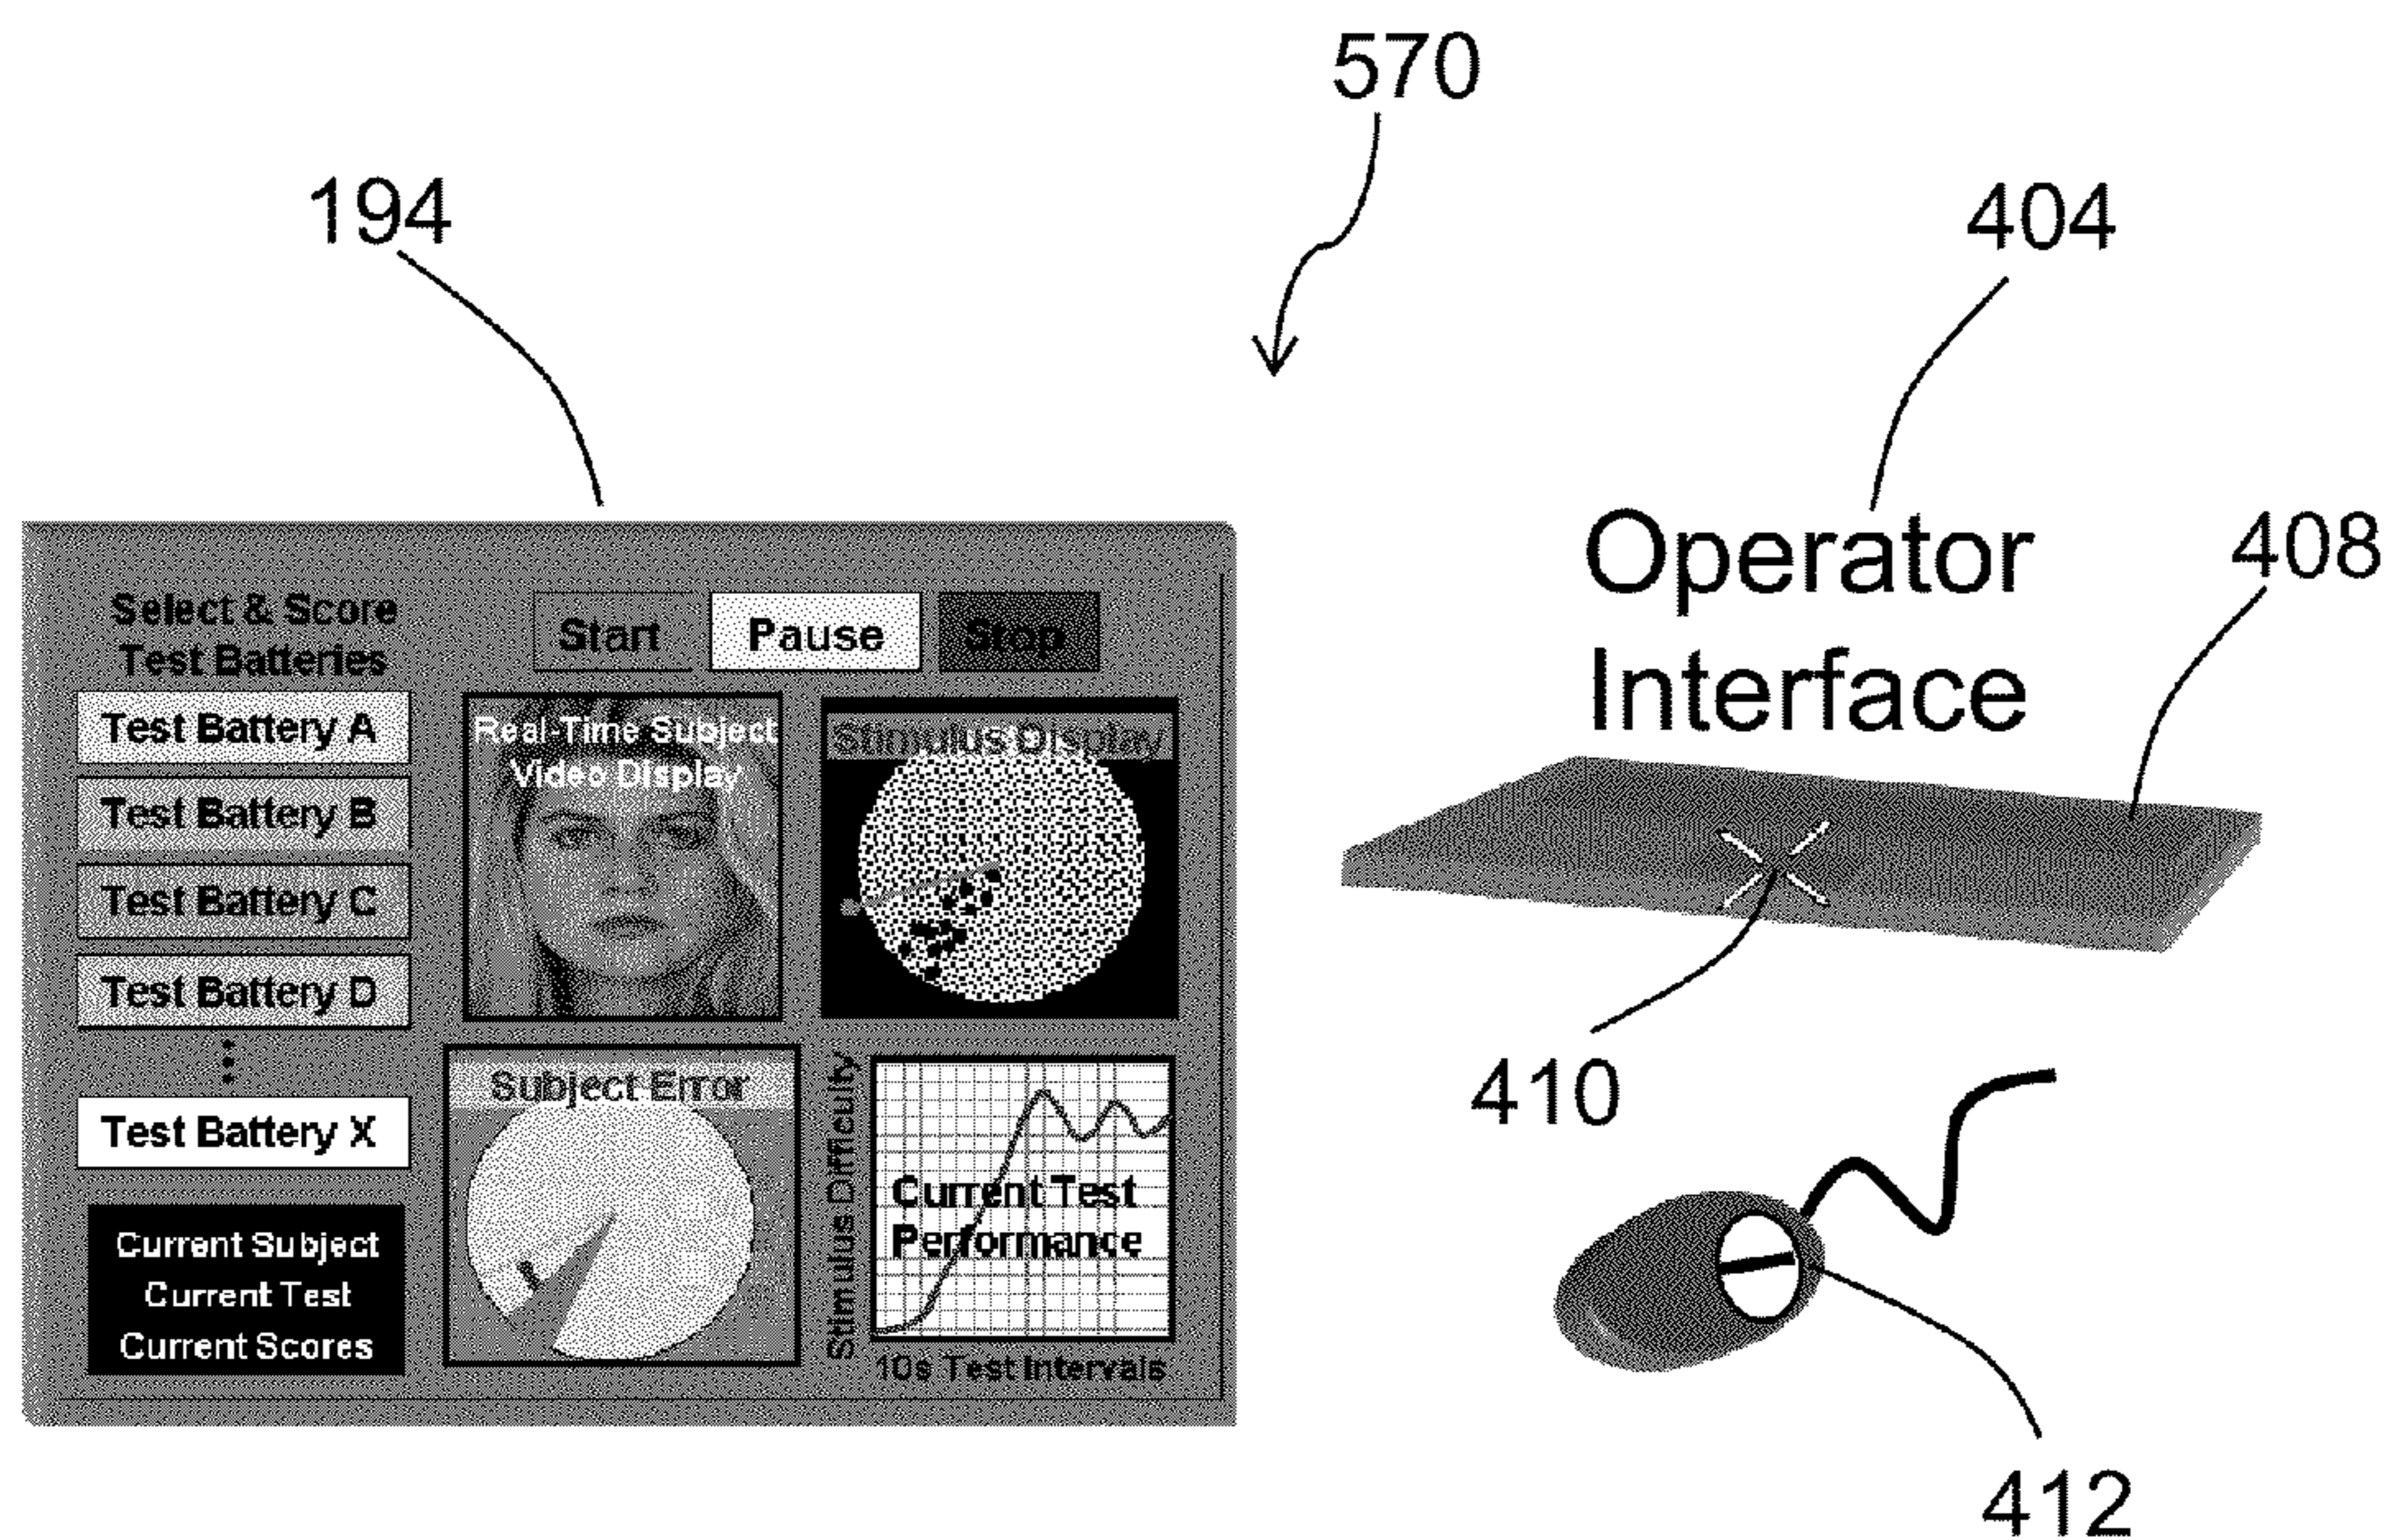 570
194
404
Operator
Interface
408
Select & Score
Test Batteries
Start
Pause
Stop
Test Battery A
Test Battery B
Test Battery C
Test Battery D
Test Battery X
Current Subject
Current Test
Current Scores
Real-Time Subject
Video Display
Stimulus Display
Subject Error
Stimulus Difficulty
Current Test
Performance
10s Test Intervals
410
412